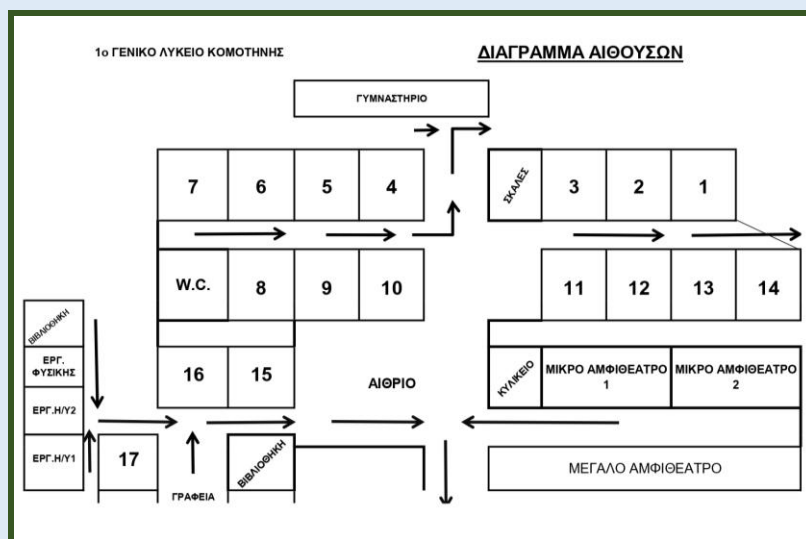 1ο ΓΕΝΙΚΟ ΛΥΚΕΙΟ ΚΟΜΟΤΗΝΗΣ
ΔΙΑΓΡΑΜΜΑ ΑΙΘΟΥΣΩΝ
ΓΥΜΝΑΣΤΗΡΙΟ
7 6 5 4 ΣΚΑΛΕΣ 3 2 1
W.C. 8 9 10 11 12 13 14
ΒΙΒΛΙΟΘΗΚΗ
ΕΡΓ.
ΦΥΣΙΚΗΣ
16 15 ΑΙΘΡΙΟ ΚΥΛΙΚΕΙΟ
ΜΙΚΡΟ ΑΜΦΙΘΕΑΤΡΟ
1
ΜΙΚΡΟ ΑΜΦΙΘΕΑΤΡΟ
2
ΕΡΓ.Η/Υ2
ΕΡΓ.Η/Υ1 17 ΒΙΒΛΙΟΘΗΚΗ ΜΕΓΑΛΟ ΑΜΦΙΘΕΑΤΡΟ
ΓΡΑΦΕΙΑ